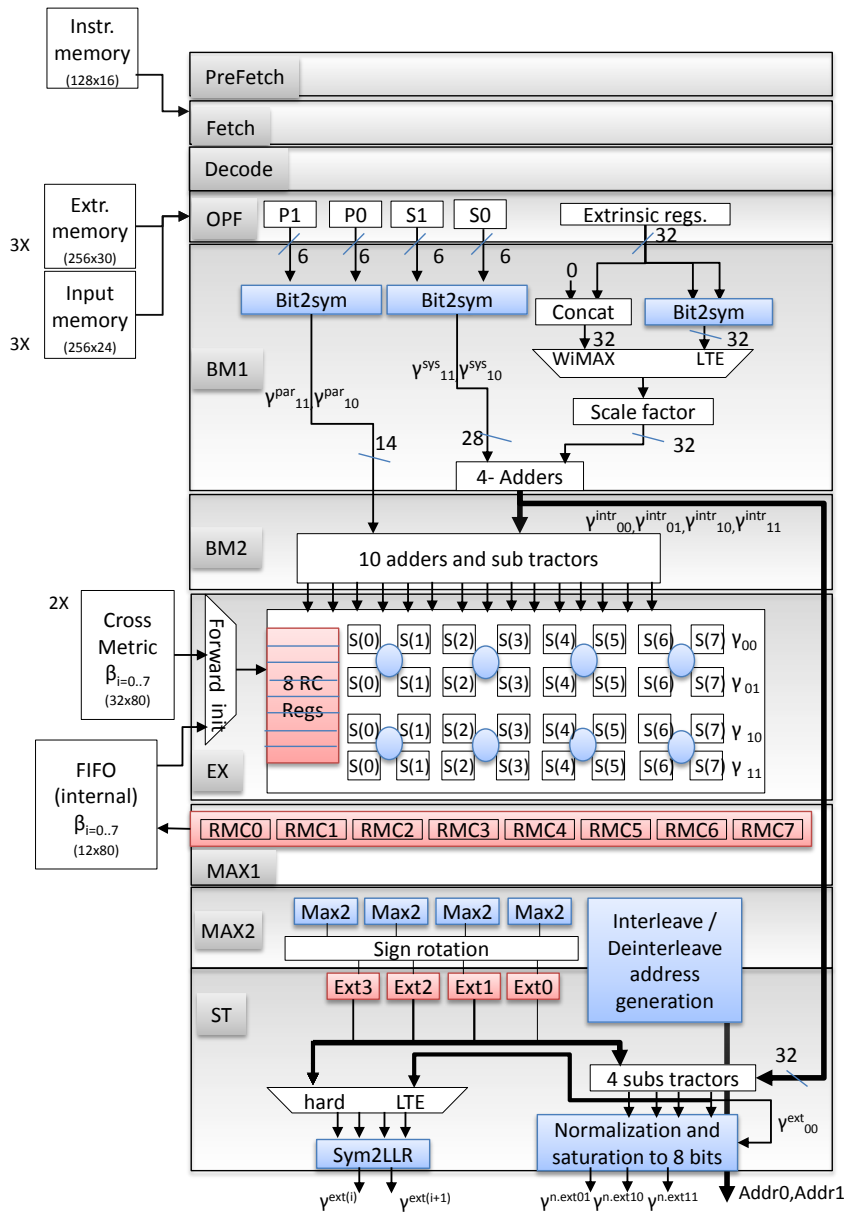 Instr.
memory
(128x16)
PreFetch
Fetch
Decode
Extr.
memory
(256x30)
3X
OPF
P1 P0 S1 S0 Extrinsic regs.
6 6 6 6 32
Input
memory
(256x24)
3X
0
Bit2sym Bit2sym Concat Bit2sym
32 32
WiMAX LTE
BM1
γpar11,γpar10
γsys11,γsys10
Scale factor
14 28 32
4- Adders
γintr00,γintr01,γintr10,γintr11
BM2
10 adders and sub tractors
2X
Cross
Metric
βi=0..7
(32x80)
Forward init
8 RC
Regs
S(0) S(1) S(2) S(3) S(4) S(5) S(6) S(7) γ00
S(0) S(1) S(2) S(3) S(4) S(5) S(6) S(7) γ01
S(0) S(1) S(2) S(3) S(4) S(5) S(6) S(7) γ10
S(0) S(1) S(2) S(3) S(4) S(5) S(6) S(7) γ11
EX
FIFO
(internal)
βi=0..7
(12x80)
RMC0 RMC1 RMC2 RMC3 RMC4 RMC5 RMC6 RMC7
MAX1
MAX2
Max2 Max2 Max2 Max2
Sign rotation
Interleave /
Deinterleave
address
generation
Ext3 Ext2 Ext1 Ext0
ST
32
4 subs tractors
hard LTE
γext00
Sym2LLR
Normalization and
saturation to 8 bits
γext(i) γext(i+1) γn.ext01 γn.ext10 γn.ext11 Addr0,Addr1